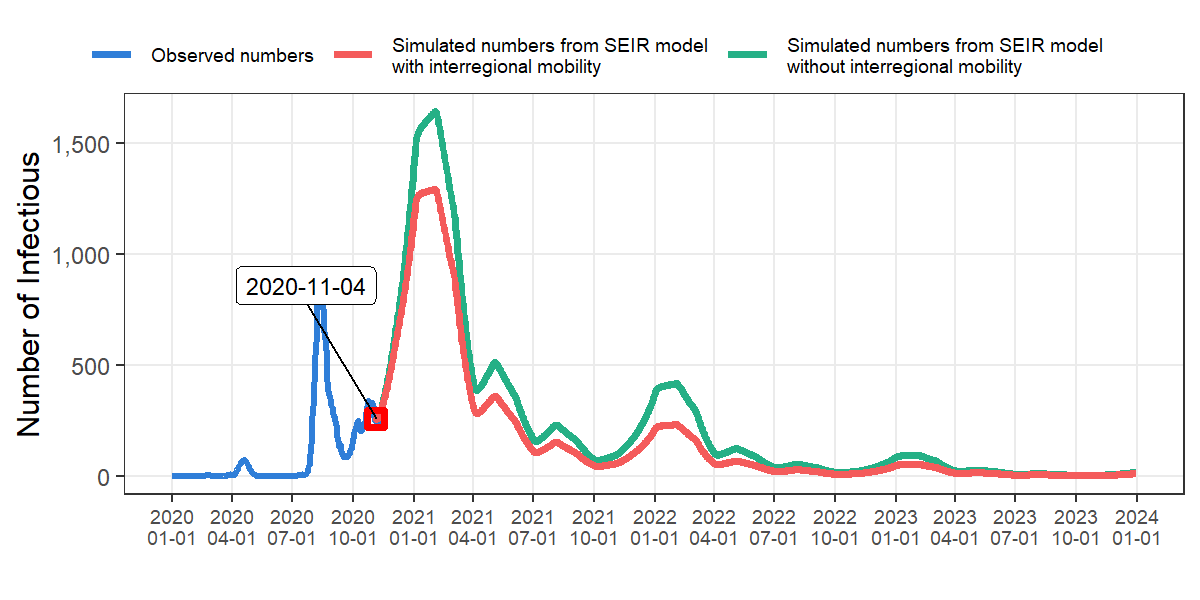 Observed numbers
Simulated numbers from SEIR model
with interregional mobility
Simulated numbers from SEIR model
without interregional mobility
Number of Infectious
1,500
1,000
500
0
2020-11-04
2020 2020 2020 2020 2021 2021 2021 2021 2022 2022 2022 2022 2023 2023 2023 2023 2024
01-01 04-01 07-01 10-01 01-01 04-01 07-01 10-01 01-01 04-01 07-01 10-01 01-01 04-01 07-01 10-01 01-01